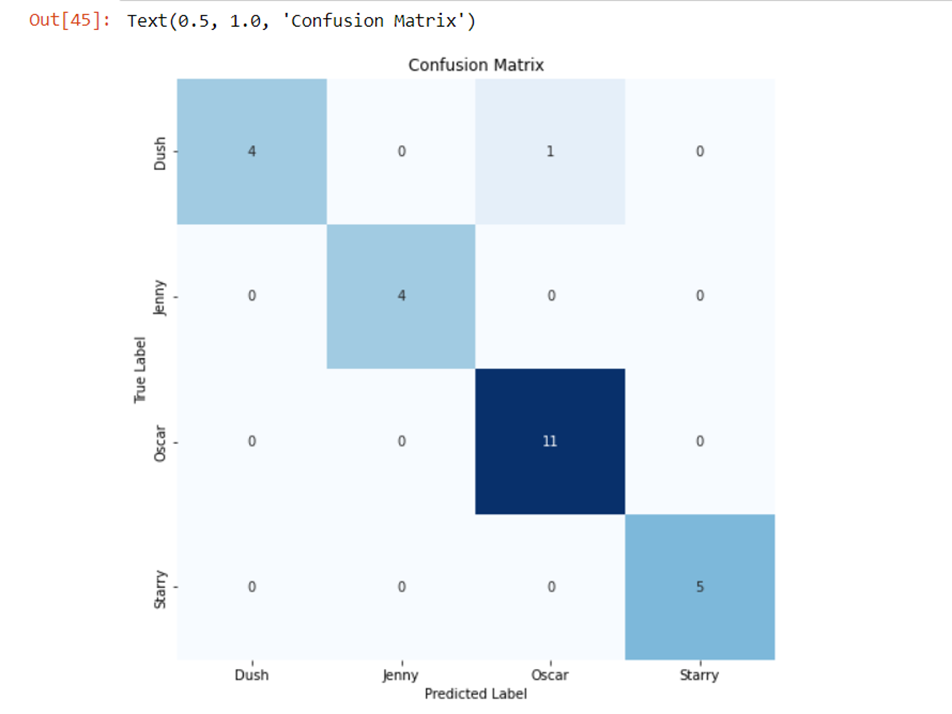 Out[45]: Text(0.5, 1.0, 'Confusion Matrix')
Confusion Matrix
Dush 4 0 1 0
Jenny 0 4 0 0
True Label
Oscar 0 0 11 0
Starry 0 0 0 5
Dush Jenny Oscar Starry
Predicted Label